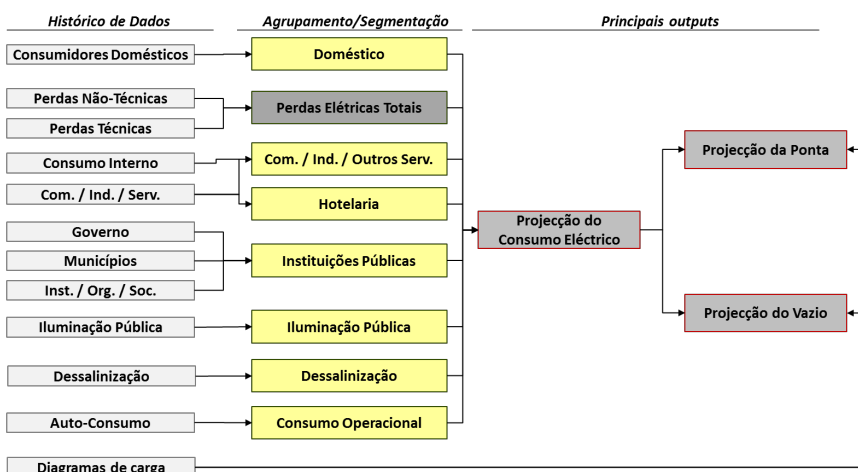 Histórico de Dados
Agrupamento/Segmentação
Principais outputs
Consumidores Domésticos
Doméstico
Perdas Não-Técnicas
Perdas Técnicas
Perdas Elétricas Totais
Consumo Interno
Com. / Ind. / Outros Serv.
Com. / Ind. / Serv.
Hotelaria
Governo
Municípios
Inst. / Org. / Soc.
Instituições Públicas
Iluminação Pública
Iluminação Pública
Dessalinização
Dessalinização
Auto-Consumo
Consumo Operacional
Diagramas de carga
Projecção do
Consumo Eléctrico
Projecção da Ponta
Projecção do Vazio